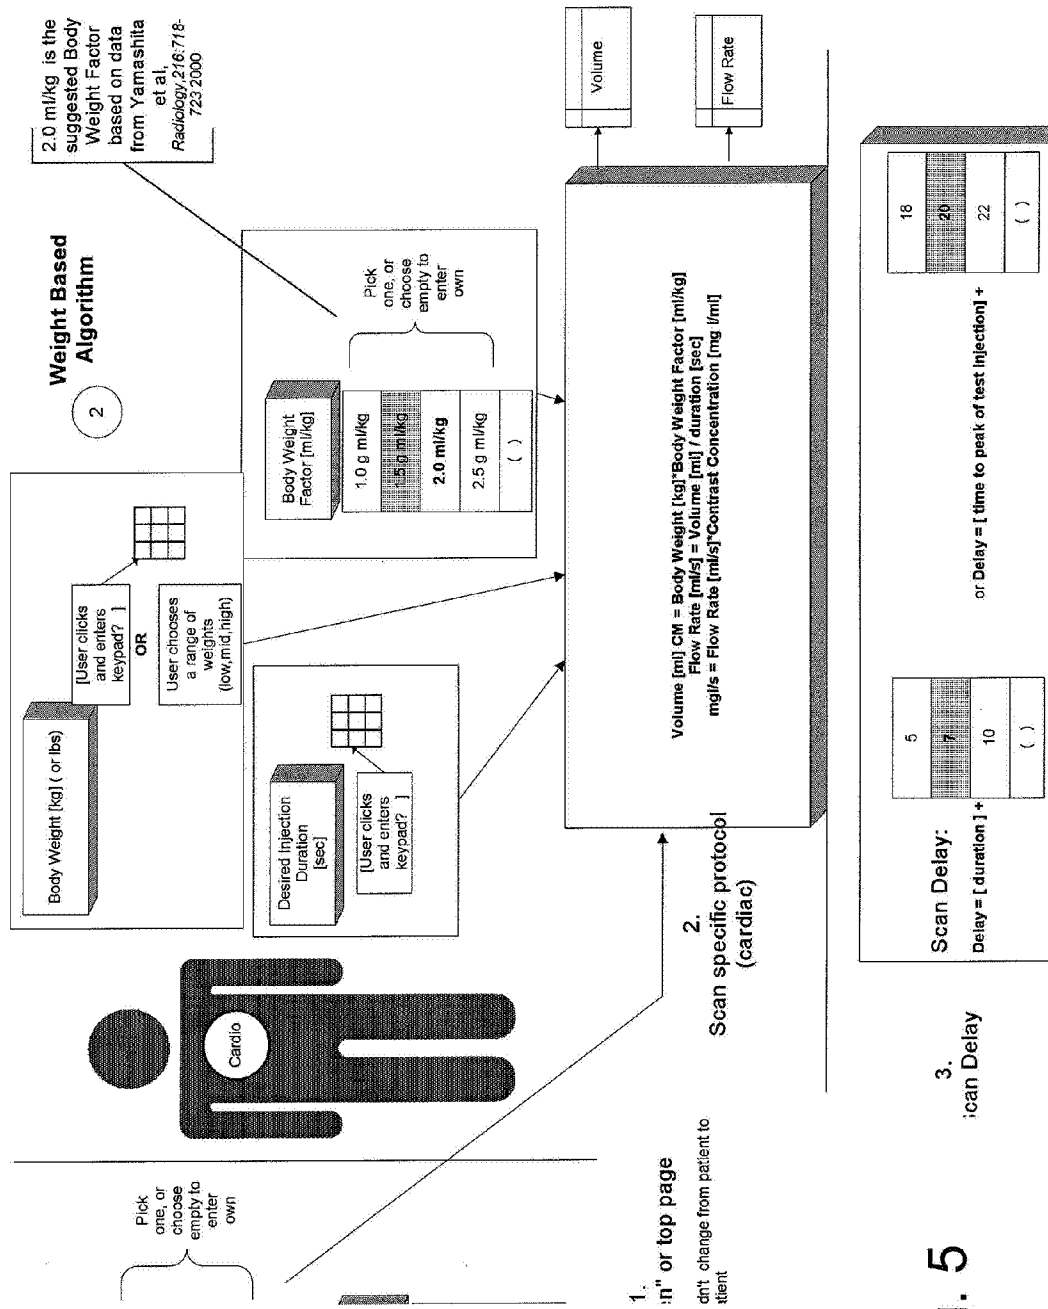 Pick
one, or
choose
empty to
enter
own
Cardio
Body Weight [kg] ( or lbs)
[User clicks
and enters
keypad? ]
OR
User chooses
a range of
weights
(low,mid,high)
Desired Injection
Duration
[sec]
[User clicks
and enters
keypad? ]
2
Weight Based
Algorithm
2.0 ml/kg is the
suggested Body
Weight Factor
based on data
from Yamashita
et al,
Radiology,216:718-
723 2000
Body Weight
Factor [ml/kg]
1.0 g ml/kg
1.5 g ml/kg
2.0 ml/kg
2.5 g ml/kg
( )
Pick
one, or
choose
empty to
enter
own
Volume [ml] CM = Body Weight [kg]*Body Weight Factor [ml/kg]
Flow Rate [ml/s] = Volume [ml] / duration [sec]
mgI/s = Flow Rate [ml/s]*Contrast Concentration [mg I/ml]
Volume
Flow Rate
1.
en" or top page
dn't change from patient to
atient
2.
Scan specific protocol
(cardiac)
3.
can Delay
Scan Delay:
Delay = [ duration ] +
5
7
10
( )
or Delay = [ time to peak of test Injection] +
18
20
22
( )
. 5